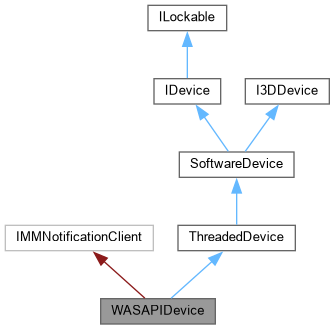 ILockable
IDevice
I3DDevice
SoftwareDevice
IMMNotificationClient
ThreadedDevice
WASAPIDevice